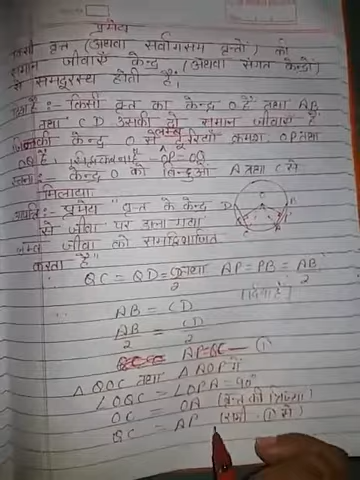 प्रमेय
वृत्त (अथवा सर्वांगसम वृत्तों) की
समान जीवाएँ केन्द्र (अथवा संगत केन्द्रों)
से समदूरस्थ होती हैं।
दिया है:- किसी वृत्त का केन्द्र O है तथा AB
तथा CD उसकी दो समान जीवाएँ हैं
जिनकी केन्द्र O से लम्ब दूरियाँ क्रमशः OP तथा
OQ है, सिद्ध करना है OP = OQ
रचना :- केन्द्र O को बिन्दुओं A तथा C से
मिलाया
उपपत्ति:- प्रमेय "वृत्त के केन्द्र
से जीवा पर डाला गया
लम्ब जीवा को समद्विभाजित
करता है"
D
B
∴ QC = QD = CD/2 तथा AP = PB = AB/2
∴ AB = CD (दिया है)
AB/2 = CD/2
AP = QC — ①
Δ QOC तथा Δ AOP में
∠OQC = ∠OPA = 90°
OC = OA (वृत्त की त्रिज्या)
QC = AP (समी. ① से)